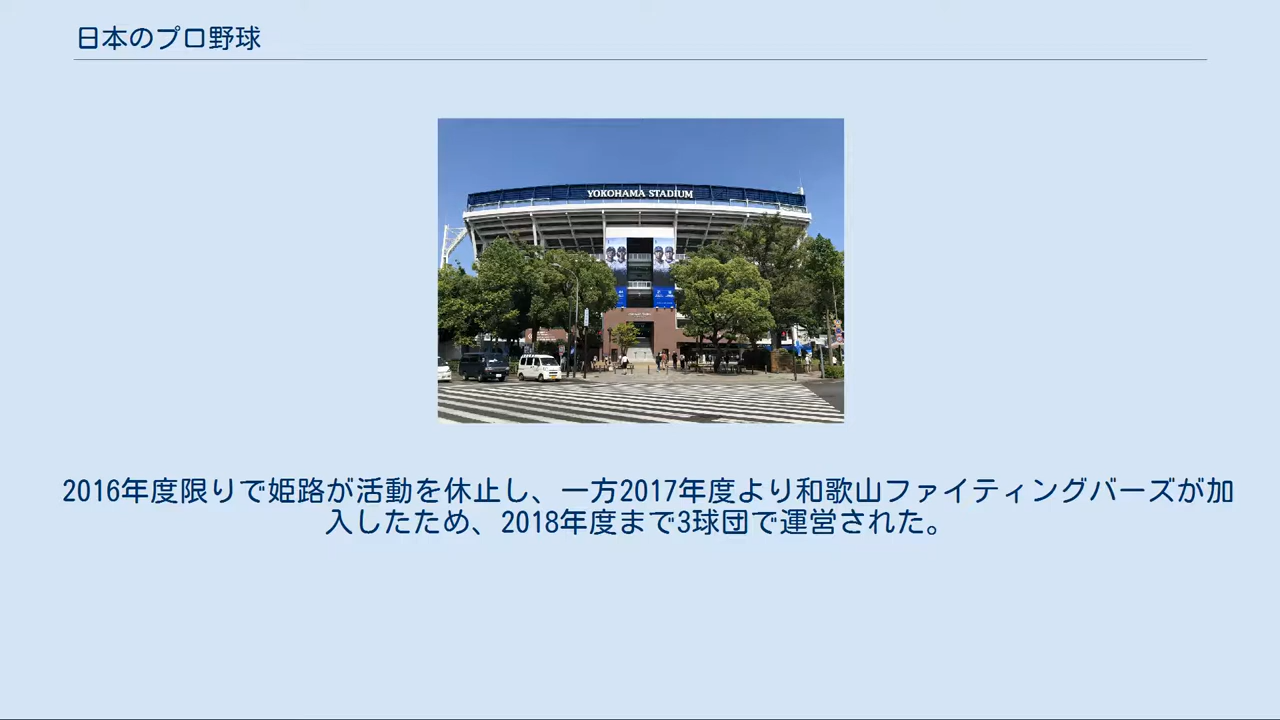 日本のプロ野球
YOKOHAMA STADIUM
2016年度限りで姫路が活動を休止し、一方2017年度より和歌山ファイティングバーズが加
入したため、2018年度まで3球団で運営された。